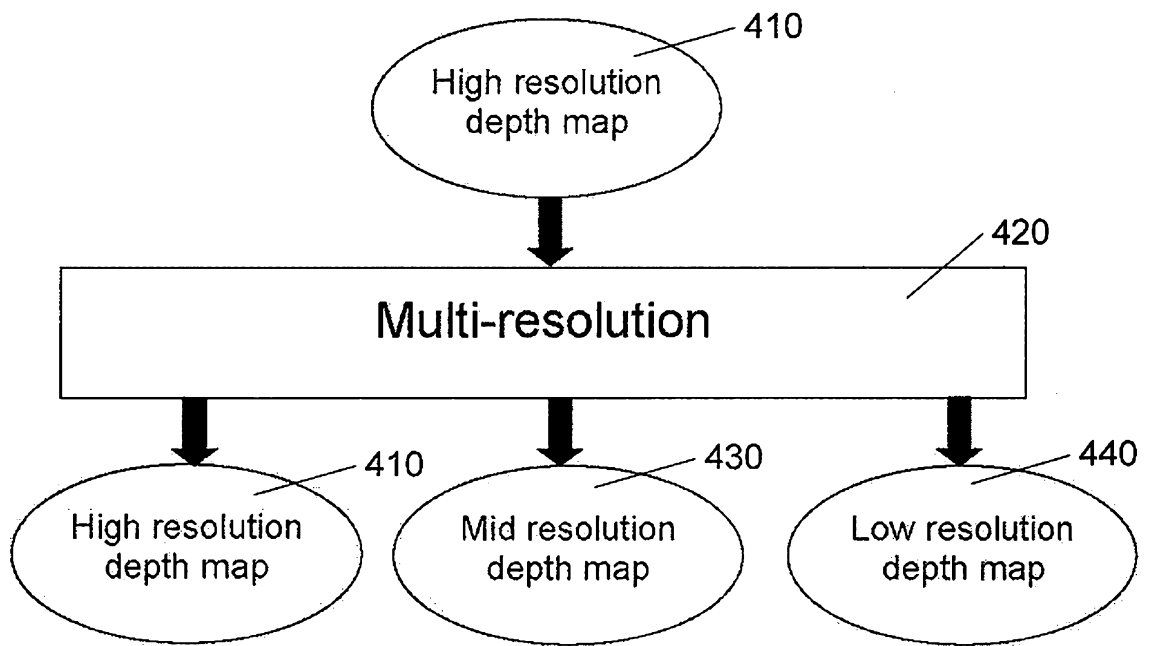 410
High resolution
depth map
420
Multi-resolution
410
430
440
High resolution
depth map
Mid resolution
depth map
Low resolution
depth map